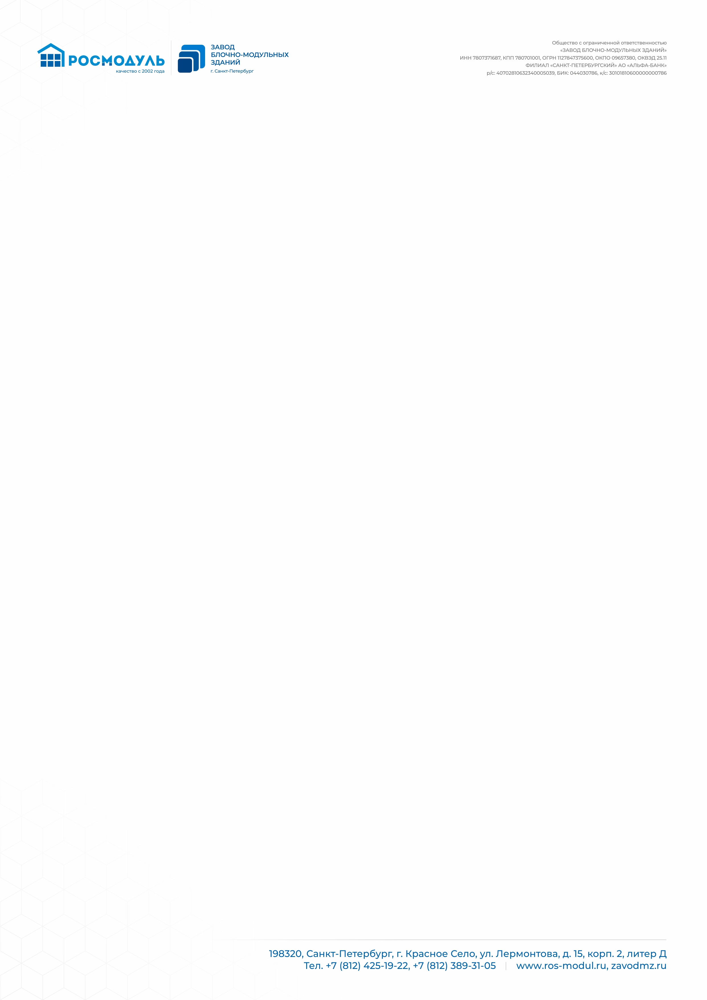 РОСМОДУЛЬ
качество с 2002 года
ЗАВОД
БЛОЧНО-МОДУЛЬНЫХ
ЗДАНИЙ
г. Санкт-Петербург
Общество с ограниченной ответственностью
«ЗАВОД БЛОЧНО-МОДУЛЬНЫХ ЗДАНИЙ»
ИНН 7807371687, КПП 780701001, ОГРН 1127847375600, ОКПО 09657380, ОКВЭД 25.11
ФИЛИАЛ «САНКТ-ПЕТЕРБУРГСКИЙ» АО «АЛЬФА-БАНК»
р/с: 40702810632340005039, БИК: 044030786, к/с: 30101810600000000786
198320, Санкт-Петербург, г. Красное Село, ул. Лермонтова, д. 15, корп. 2, литер Д
Тел. +7 (812) 425-19-22, +7 (812) 389-31-05 | www.ros-modul.ru, zavodmz.ru